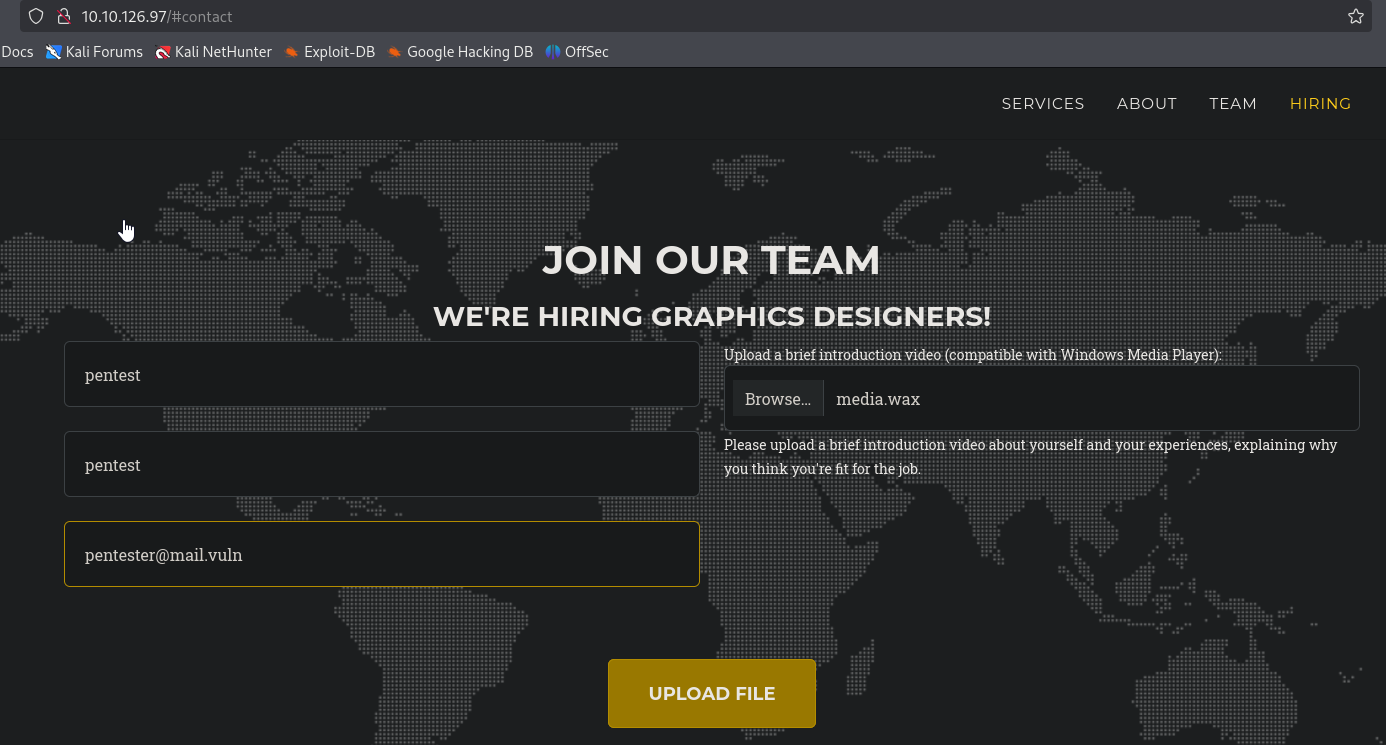 10.10.126.97/#contact
Docs Kali Forums Kali NetHunter Exploit-DB Google Hacking DB OffSec
SERVICES ABOUT TEAM HIRING
JOIN OUR TEAM
WE'RE HIRING GRAPHICS DESIGNERS!
pentest
pentest
pentester@mail.vuln
Upload a brief introduction video (compatible with Windows Media Player):
Browse... media.wax
Please upload a brief introduction video about yourself and your experiences, explaining why
you think you're fit for the job.
UPLOAD FILE